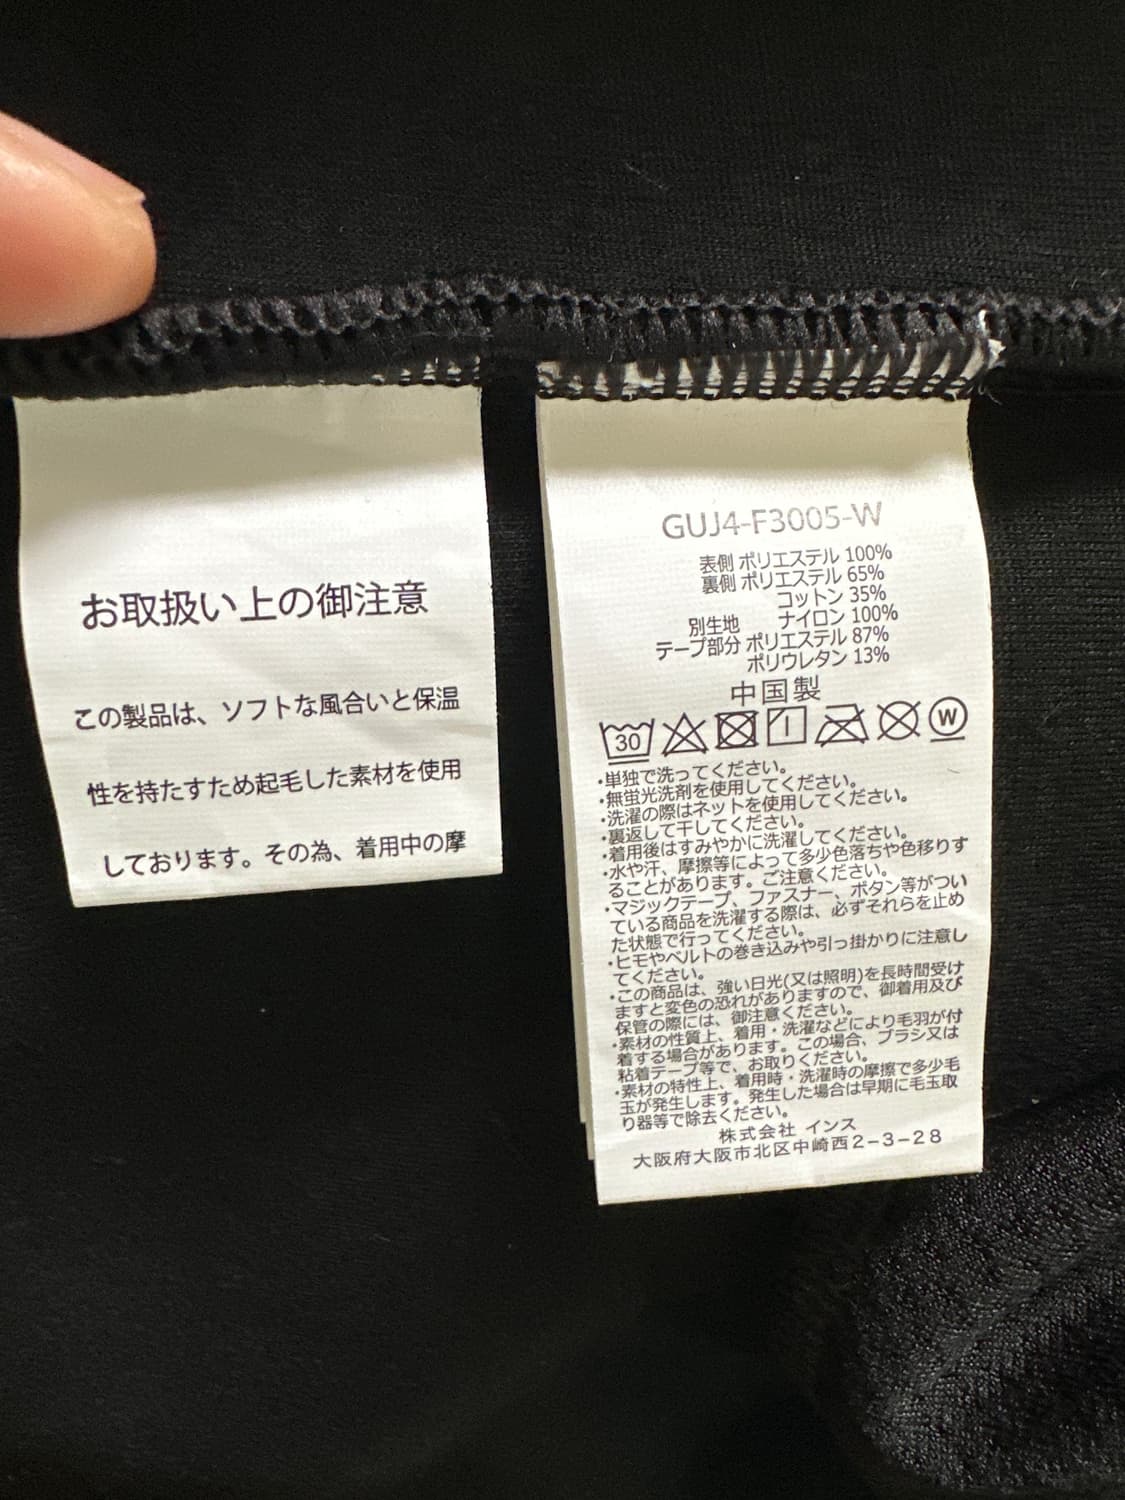 お取扱い上の御注意
この製品は、ソフトな風合いと保温
性を持たすため起毛した素材を使用
しております。その為、着用中の摩
GUJ4-F3005-W
表側 ポリエステル 100%
裏側 ポリエステル 65%
コットン 35%
別生地 ナイロン 100%
テープ部分 ポリエステル 87%
ポリウレタン 13%
中国製
30
W
・単独で洗ってください。
・無蛍光洗剤を使用してください。
・洗濯の際はネットを使用してください。
・裏返して干してください。
・着用後はすみやかに洗濯してください。
・水や汗、摩擦等によって多少色落ちや色移りす
ることがあります。ご注意ください。
・マジックテープ、ファスナー、ボタン等がつい
ている商品を洗濯する際は、必ずそれらを止め
た状態で行ってください。
・ヒモやベルトの巻き込みや引っ掛かりに注意し
てください。
・この商品は、強い日光(又は照明)を長時間受け
ますと変色の恐れがありますので、御着用及び
保管の際には、御注意ください。
・素材の性質上、着用・洗濯などにより毛羽が付
着する場合があります。この場合、ブラシ又は
粘着テープ等で、お取りください。
・素材の特性上、着用時・洗濯時の摩擦で多少毛
玉が発生します。発生した場合は早期に毛玉取
り器等で除去ください。
株式会社 インス
大阪府大阪市北区中崎西2-3-28